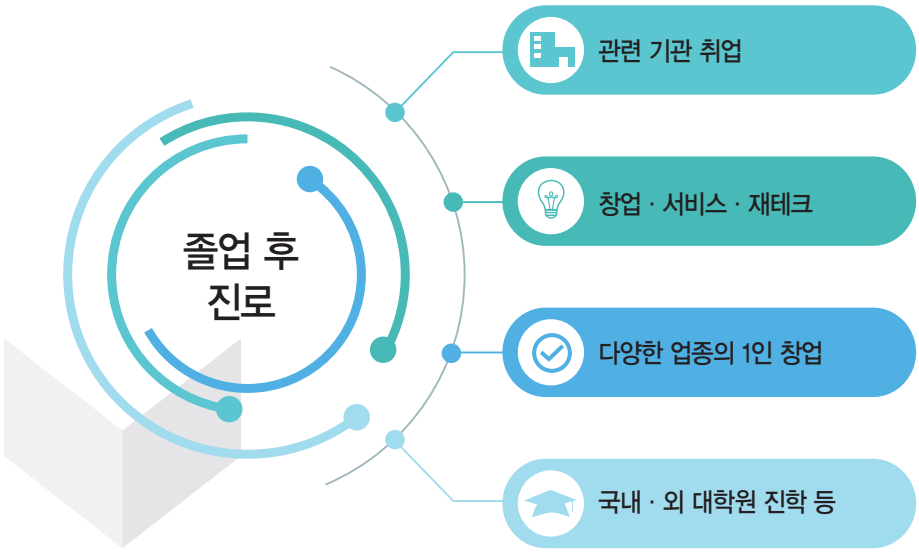 졸업 후
진로
관련 기관 취업
창업 · 서비스 · 재테크
다양한 업종의 1인 창업
국내 · 외 대학원 진학 등